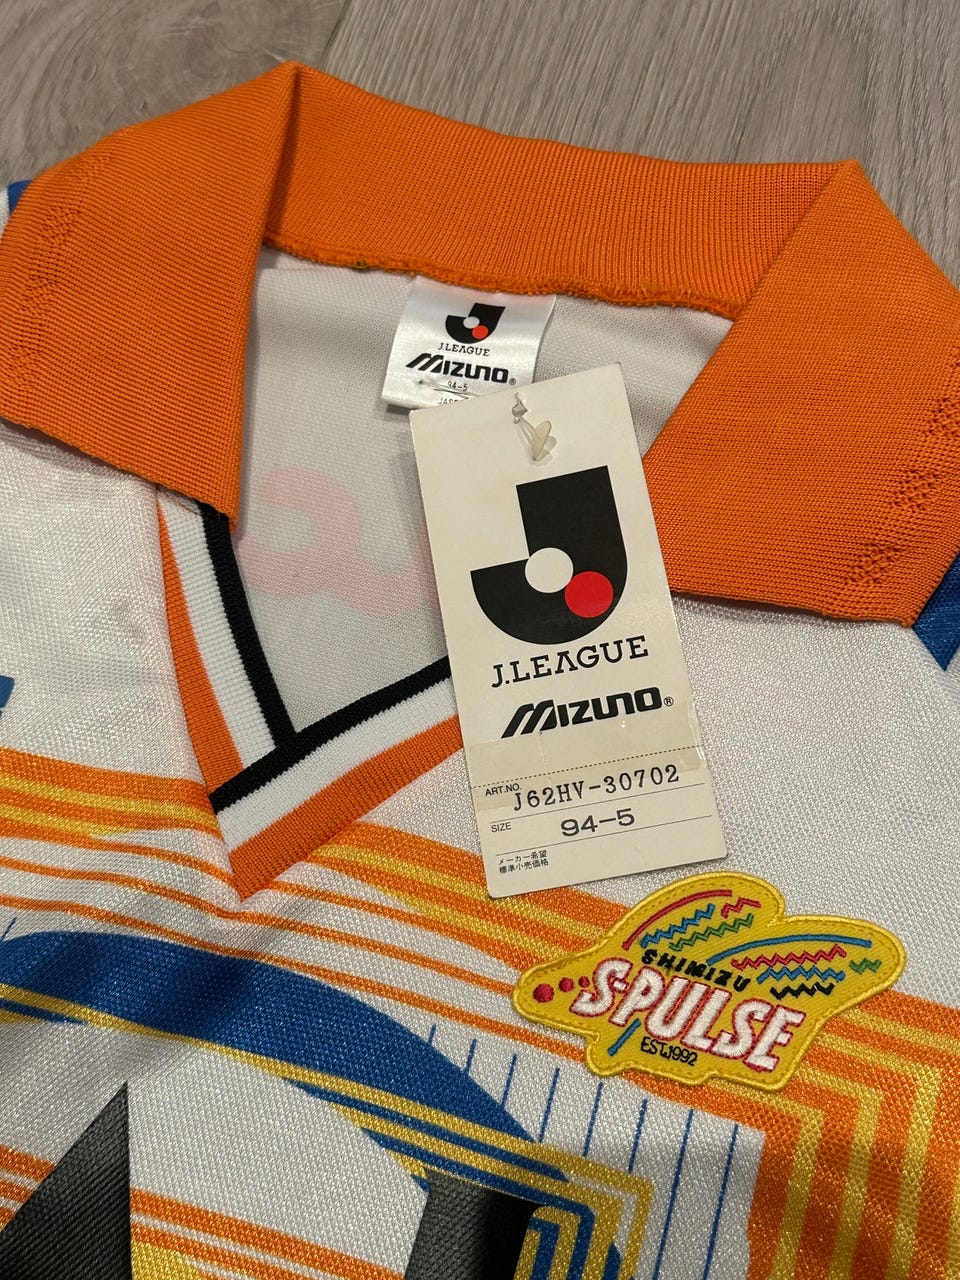 J.LEAGUE
MIZUNO®
94-5
J.LEAGUE
MIZUNO®
ART.NO. J62HV-30702
SIZE 94-5
メーカー希望
標準小売価格
SHIMIZU
S-PULSE
EST.1992